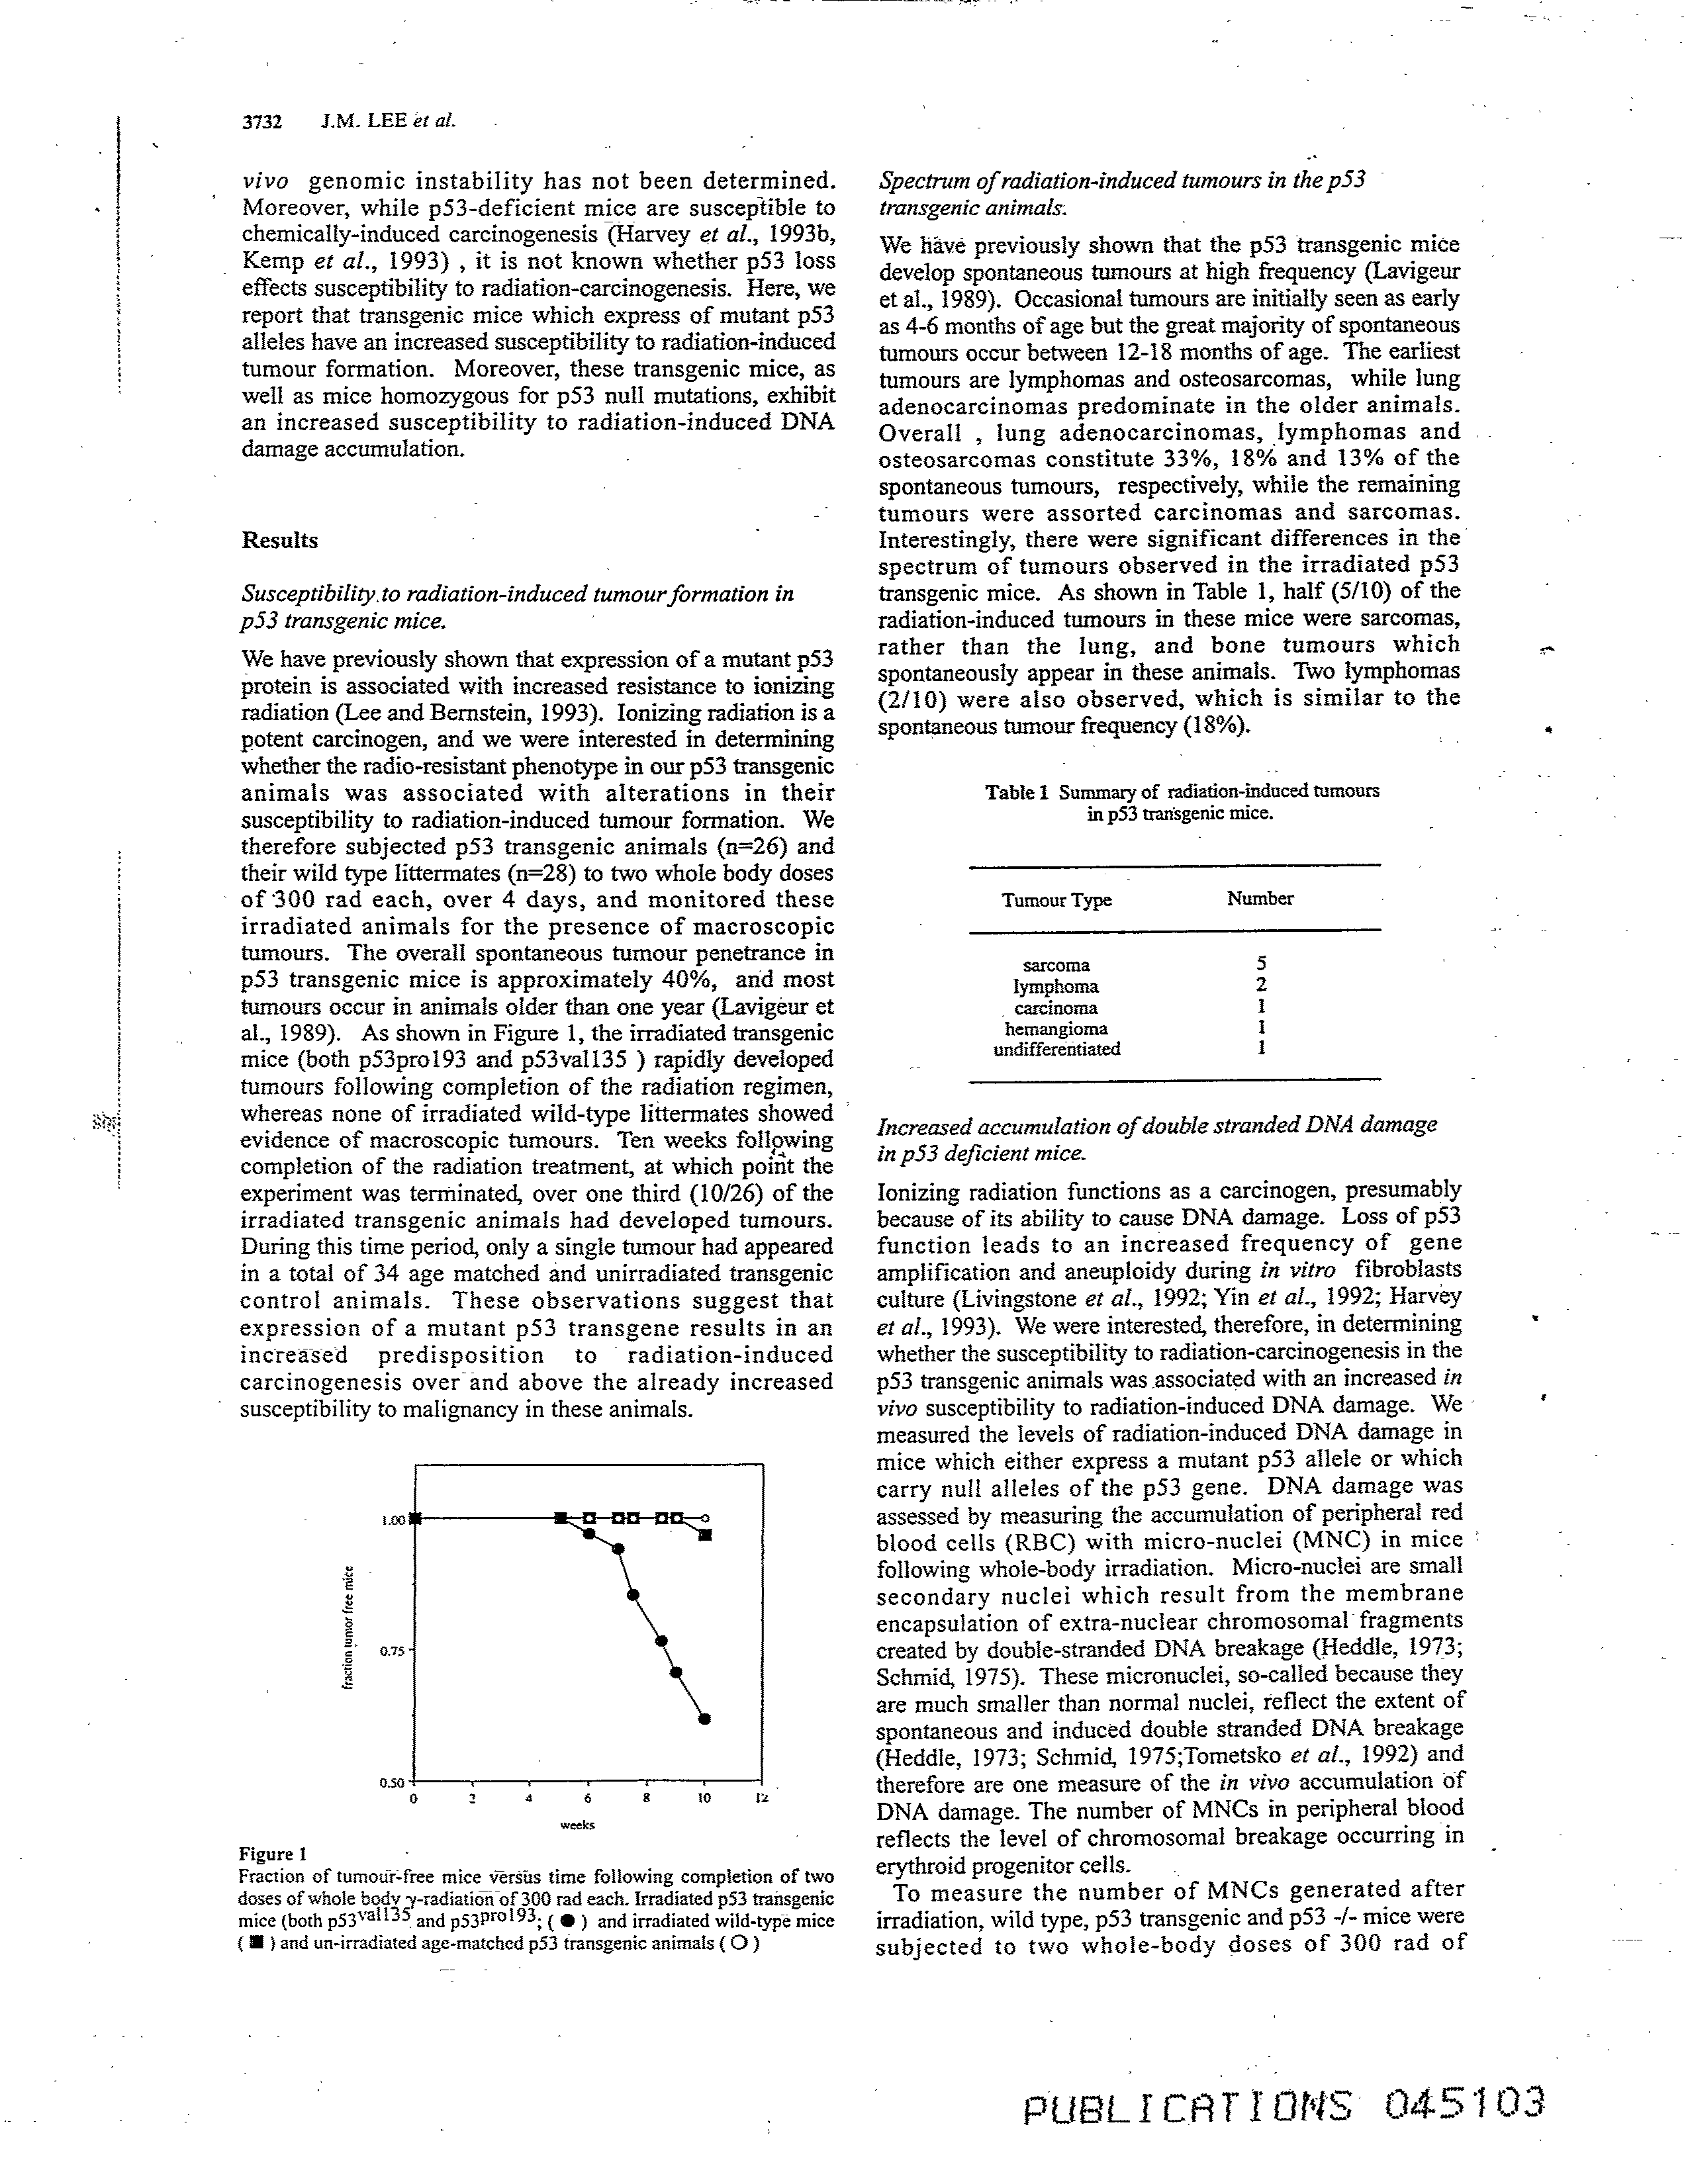 3732 J.M. LEE et al.
vivo genomic instability has not been determined.
Moreover, while p53-deficient mice are susceptible to
chemically-induced carcinogenesis (Harvey et al., 1993b,
Kemp et al., 1993) , it is not known whether p53 loss
effects susceptibility to radiation-carcinogenesis. Here, we
report that transgenic mice which express of mutant p53
alleles have an increased susceptibility to radiation-induced
tumour formation. Moreover, these transgenic mice, as
well as mice homozygous for p53 null mutations, exhibit
an increased susceptibility to radiation-induced DNA
damage accumulation.
Results
Susceptibility to radiation-induced tumour formation in
p53 transgenic mice.
We have previously shown that expression of a mutant p53
protein is associated with increased resistance to ionizing
radiation (Lee and Bernstein, 1993). Ionizing radiation is a
potent carcinogen, and we were interested in determining
whether the radio-resistant phenotype in our p53 transgenic
animals was associated with alterations in their
susceptibility to radiation-induced tumour formation. We
therefore subjected p53 transgenic animals (n=26) and
their wild type littermates (n=28) to two whole body doses
of 300 rad each, over 4 days, and monitored these
irradiated animals for the presence of macroscopic
tumours. The overall spontaneous tumour penetrance in
p53 transgenic mice is approximately 40%, and most
tumours occur in animals older than one year (Lavigeur et
al., 1989). As shown in Figure 1, the irradiated transgenic
mice (both p53pro193 and p53val135 ) rapidly developed
tumours following completion of the radiation regimen,
whereas none of irradiated wild-type littermates showed
evidence of macroscopic tumours. Ten weeks following
completion of the radiation treatment, at which point the
experiment was terminated, over one third (10/26) of the
irradiated transgenic animals had developed tumours.
During this time period, only a single tumour had appeared
in a total of 34 age matched and unirradiated transgenic
control animals. These observations suggest that
expression of a mutant p53 transgene results in an
increased predisposition to radiation-induced
carcinogenesis over and above the already increased
susceptibility to malignancy in these animals.
1.00
0.75
0.50
fraction tumor free mice
0 2 4 6 8 10 12
weeks
Figure 1
Fraction of tumour-free mice versus time following completion of two
doses of whole body γ-radiation of 300 rad each. Irradiated p53 transgenic
mice (both p53val135 and p53pro193; ( ● ) and irradiated wild-type mice
( ■ ) and un-irradiated age-matched p53 transgenic animals ( O )
Spectrum of radiation-induced tumours in the p53
transgenic animals.
We have previously shown that the p53 transgenic mice
develop spontaneous tumours at high frequency (Lavigeur
et al., 1989). Occasional tumours are initially seen as early
as 4-6 months of age but the great majority of spontaneous
tumours occur between 12-18 months of age. The earliest
tumours are lymphomas and osteosarcomas, while lung
adenocarcinomas predominate in the older animals.
Overall , lung adenocarcinomas, lymphomas and
osteosarcomas constitute 33%, 18% and 13% of the
spontaneous tumours, respectively, while the remaining
tumours were assorted carcinomas and sarcomas.
Interestingly, there were significant differences in the
spectrum of tumours observed in the irradiated p53
transgenic mice. As shown in Table 1, half (5/10) of the
radiation-induced tumours in these mice were sarcomas,
rather than the lung, and bone tumours which
spontaneously appear in these animals. Two lymphomas
(2/10) were also observed, which is similar to the
spontaneous tumour frequency (18%).
Table 1 Summary of radiation-induced tumours
in p53 transgenic mice.
Tumour Type Number
sarcoma 5
lymphoma 2
carcinoma 1
hemangioma 1
undifferentiated 1
Increased accumulation of double stranded DNA damage
in p53 deficient mice.
Ionizing radiation functions as a carcinogen, presumably
because of its ability to cause DNA damage. Loss of p53
function leads to an increased frequency of gene
amplification and aneuploidy during in vitro fibroblasts
culture (Livingstone et al., 1992; Yin et al., 1992; Harvey
et al., 1993). We were interested, therefore, in determining
whether the susceptibility to radiation-carcinogenesis in the
p53 transgenic animals was associated with an increased in
vivo susceptibility to radiation-induced DNA damage. We
measured the levels of radiation-induced DNA damage in
mice which either express a mutant p53 allele or which
carry null alleles of the p53 gene. DNA damage was
assessed by measuring the accumulation of peripheral red
blood cells (RBC) with micro-nuclei (MNC) in mice
following whole-body irradiation. Micro-nuclei are small
secondary nuclei which result from the membrane
encapsulation of extra-nuclear chromosomal fragments
created by double-stranded DNA breakage (Heddle, 1973;
Schmid, 1975). These micronuclei, so-called because they
are much smaller than normal nuclei, reflect the extent of
spontaneous and induced double stranded DNA breakage
(Heddle, 1973; Schmid, 1975;Tometsko et al., 1992) and
therefore are one measure of the in vivo accumulation of
DNA damage. The number of MNCs in peripheral blood
reflects the level of chromosomal breakage occurring in
erythroid progenitor cells.
To measure the number of MNCs generated after
irradiation, wild type, p53 transgenic and p53 -/- mice were
subjected to two whole-body doses of 300 rad of
PUBLICATIONS 045103